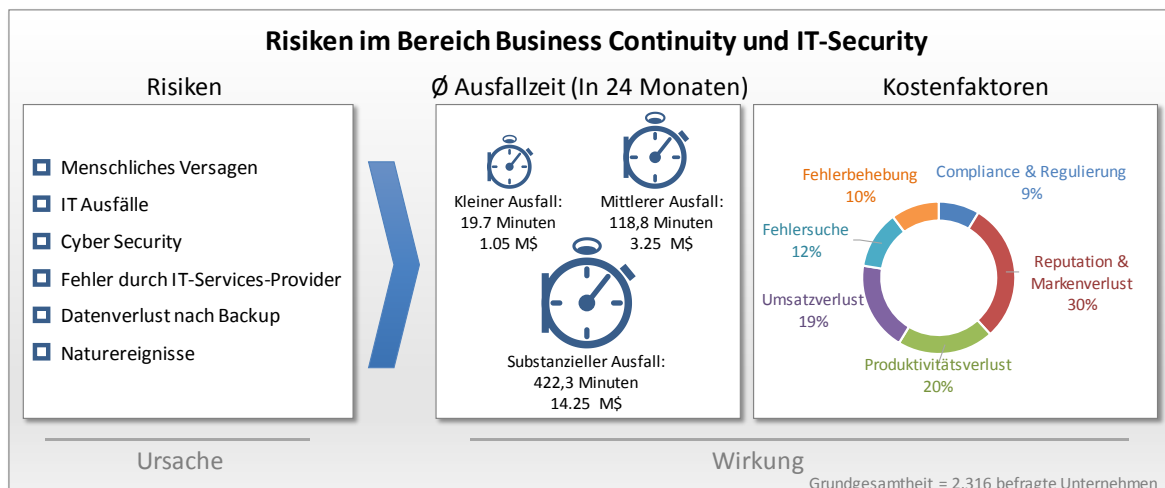 Risiken im Bereich Business Continuity und IT-Security
Risiken
Menschliches Versagen
IT Ausfälle
Cyber Security
Fehler durch IT-Services-Provider
Datenverlust nach Backup
Naturereignisse
Ø Ausfallzeit (In 24 Monaten)
Kleiner Ausfall:
19.7 Minuten
1.05 M$
Mittlerer Ausfall:
118,8 Minuten
3.25 M$
Substanzieller Ausfall:
422,3 Minuten
14.25 M$
Kostenfaktoren
Compliance & Regulierung
9%
Reputation &
Markenverlust
30%
Produktivitätsverlust
20%
Umsatzverlust
19%
Fehlersuche
12%
Fehlerbehebung
10%
Ursache
Wirkung
Grundgesamtheit = 2.316 befragte Unternehmen